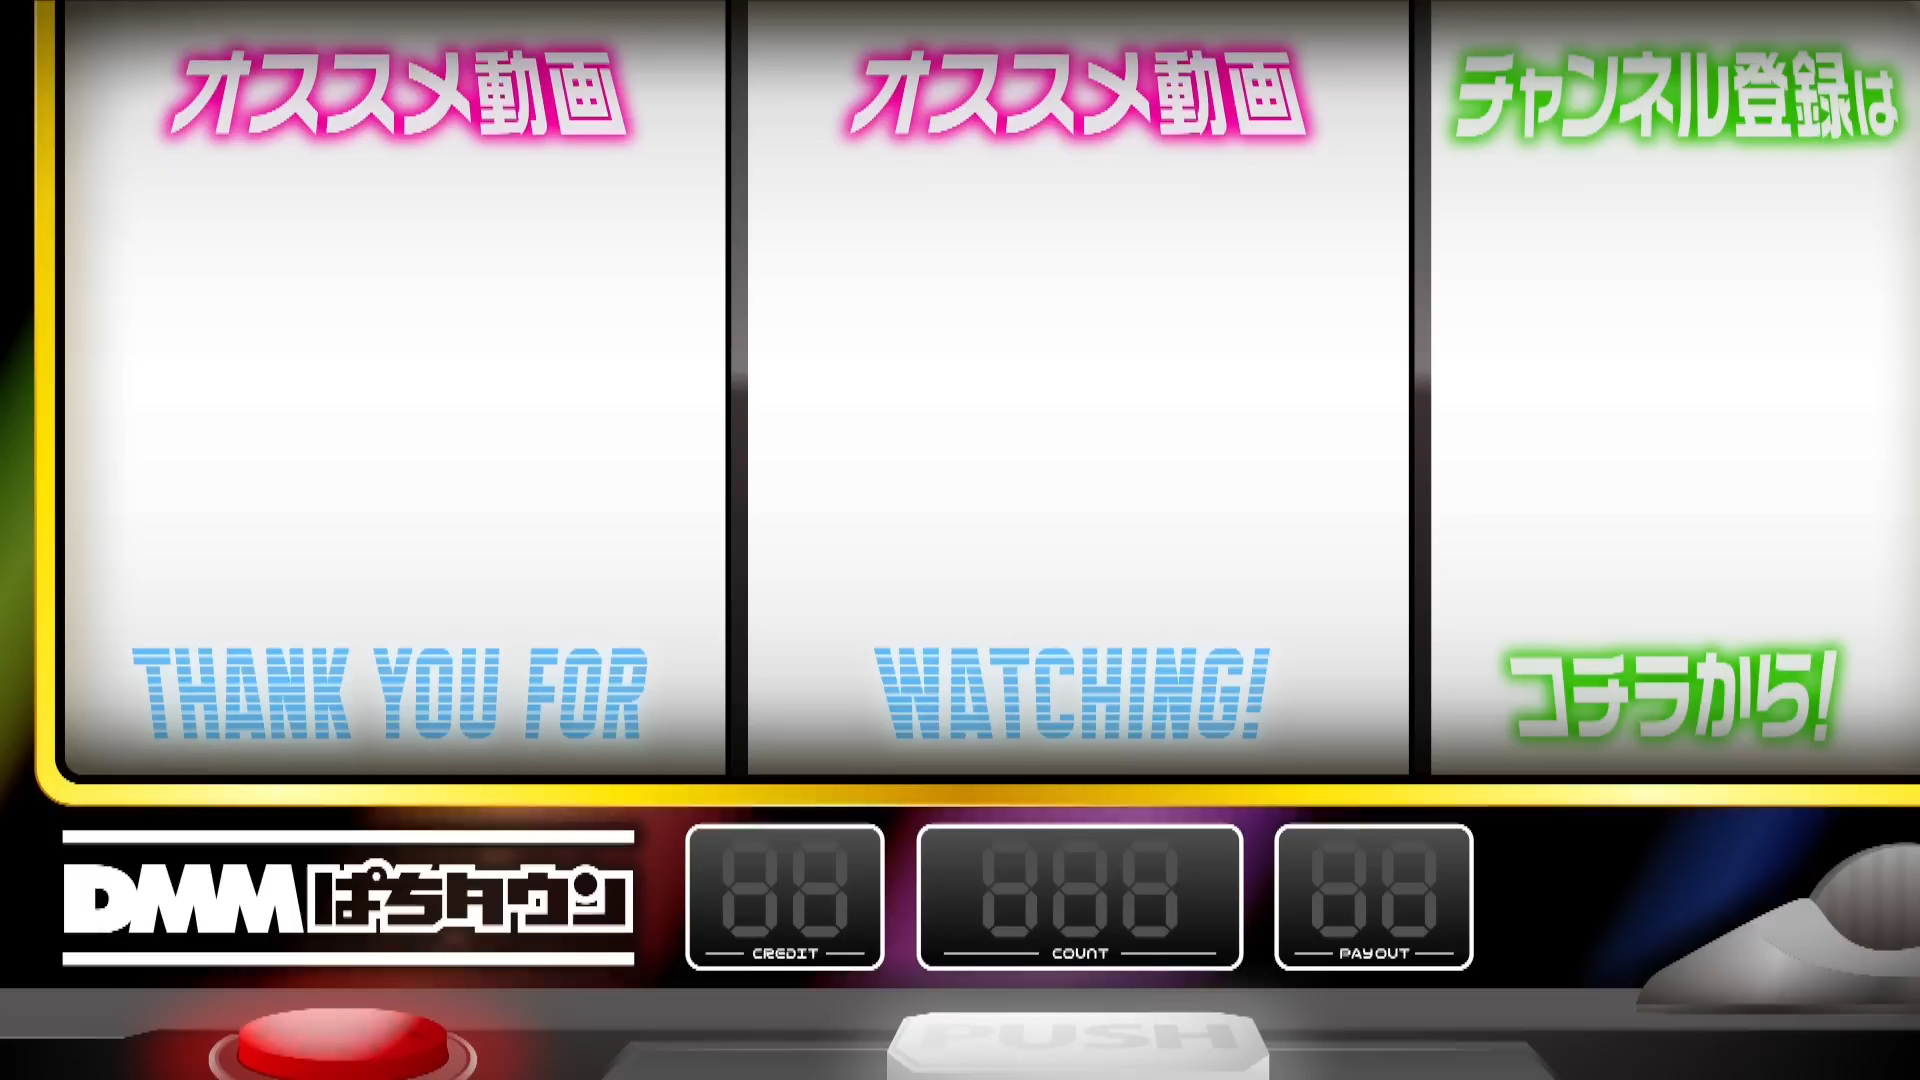 オススメ動画
オススメ動画
チャンネル登録は
THANK YOU FOR
WATCHING!
コチラから!
DMMぱちタウン
CREDIT
COUNT
PAYOUT
PUSH